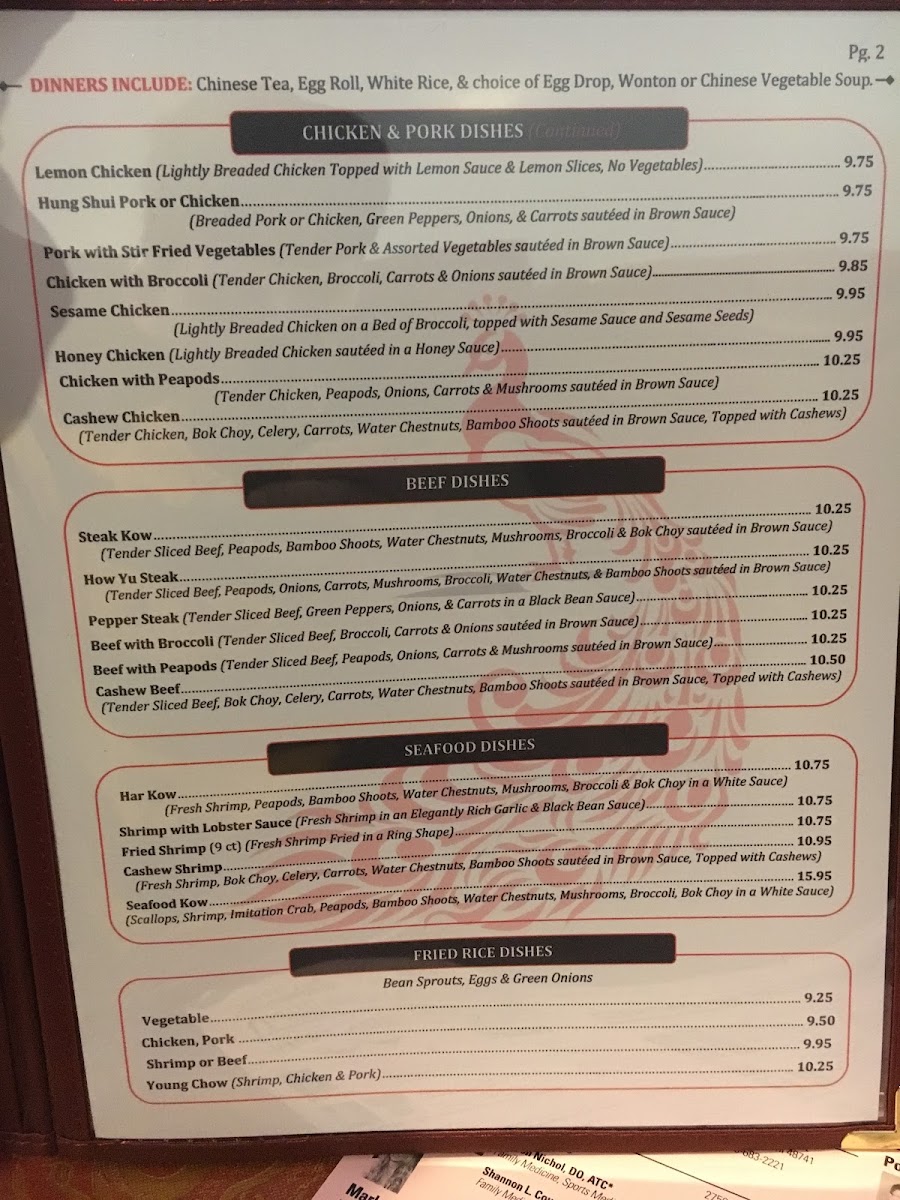 Pg. 2
DINNERS INCLUDE: Chinese Tea, Egg Roll, White Rice, & choice of Egg Drop, Wonton or Chinese Vegetable Soup.
CHICKEN & PORK DISHES (Contianed)
Lemon Chicken (Lightly Breaded Chicken Topped with Lemon Sauce & Lemon Slices, No Vegetables)........ 9.75
Hung Shui Pork or Chicken........ 9.75
(Breaded Pork or Chicken, Green Peppers, Onions, & Carrots sautéed in Brown Sauce)
Pork with Stir Fried Vegetables (Tender Pork & Assorted Vegetables sautéed in Brown Sauce)........ 9.75
Chicken with Broccoli (Tender Chicken, Broccoli, Carrots & Onions sautéed in Brown Sauce)........ 9.85
Sesame Chicken........ 9.95
(Lightly Breaded Chicken on a Bed of Broccoli, topped with Sesame Sauce and Sesame Seeds)
Honey Chicken (Lightly Breaded Chicken sautéed in a Honey Sauce)........ 9.95
Chicken with Peapods........ 10.25
(Tender Chicken, Peapods, Onions, Carrots & Mushrooms sautéed in Brown Sauce)
Cashew Chicken........ 10.25
(Tender Chicken, Bok Choy, Celery, Carrots, Water Chestnuts, Bamboo Shoots sautéed in Brown Sauce, Topped with Cashews)
BEEF DISHES
Steak Kow........ 10.25
(Tender Sliced Beef, Peapods, Bamboo Shoots, Water Chestnuts, Mushrooms, Broccoli & Bok Choy sautéed in Brown Sauce)
How Yu Steak........ 10.25
(Tender Sliced Beef, Peapods, Onions, Carrots, Mushrooms, Broccoli, Water Chestnuts, & Bamboo Shoots sautéed in Brown Sauce)
Pepper Steak (Tender Sliced Beef, Green Peppers, Onions, & Carrots in a Black Bean Sauce)........ 10.25
Beef with Broccoli (Tender Sliced Beef, Broccoli, Carrots & Onions sautéed in Brown Sauce)........ 10.25
Beef with Peapods (Tender Sliced Beef, Peapods, Onions, Carrots & Mushrooms sautéed in Brown Sauce)........ 10.25
Cashew Beef........ 10.50
(Tender Sliced Beef, Bok Choy, Celery, Carrots, Water Chestnuts, Bamboo Shoots sautéed in Brown Sauce, Topped with Cashews)
SEAFOOD DISHES
Har Kow........ 10.75
(Fresh Shrimp, Peapods, Bamboo Shoots, Water Chestnuts, Mushrooms, Broccoli & Bok Choy in a White Sauce)
Shrimp with Lobster Sauce (Fresh Shrimp in an Elegantly Rich Garlic & Black Bean Sauce)........ 10.75
Fried Shrimp (9 ct) (Fresh Shrimp Fried in a Ring Shape)........ 10.75
Cashew Shrimp........ 10.95
(Fresh Shrimp, Bok Choy, Celery, Carrots, Water Chestnuts, Bamboo Shoots sautéed in Brown Sauce, Topped with Cashews)
Seafood Kow........ 15.95
(Scallops, Shrimp, Imitation Crab, Peapods, Bamboo Shoots, Water Chestnuts, Mushrooms, Broccoli, Bok Choy in a White Sauce)
FRIED RICE DISHES
Bean Sprouts, Eggs & Green Onions
Vegetable........ 9.25
Chicken, Pork ........ 9.50
Shrimp or Beef........ 9.95
Young Chow (Shrimp, Chicken & Pork)........ 10.25
Nichol, DO, ATC*
Family Medicine, Sports
Shannon L.
Family
48741
683-2221